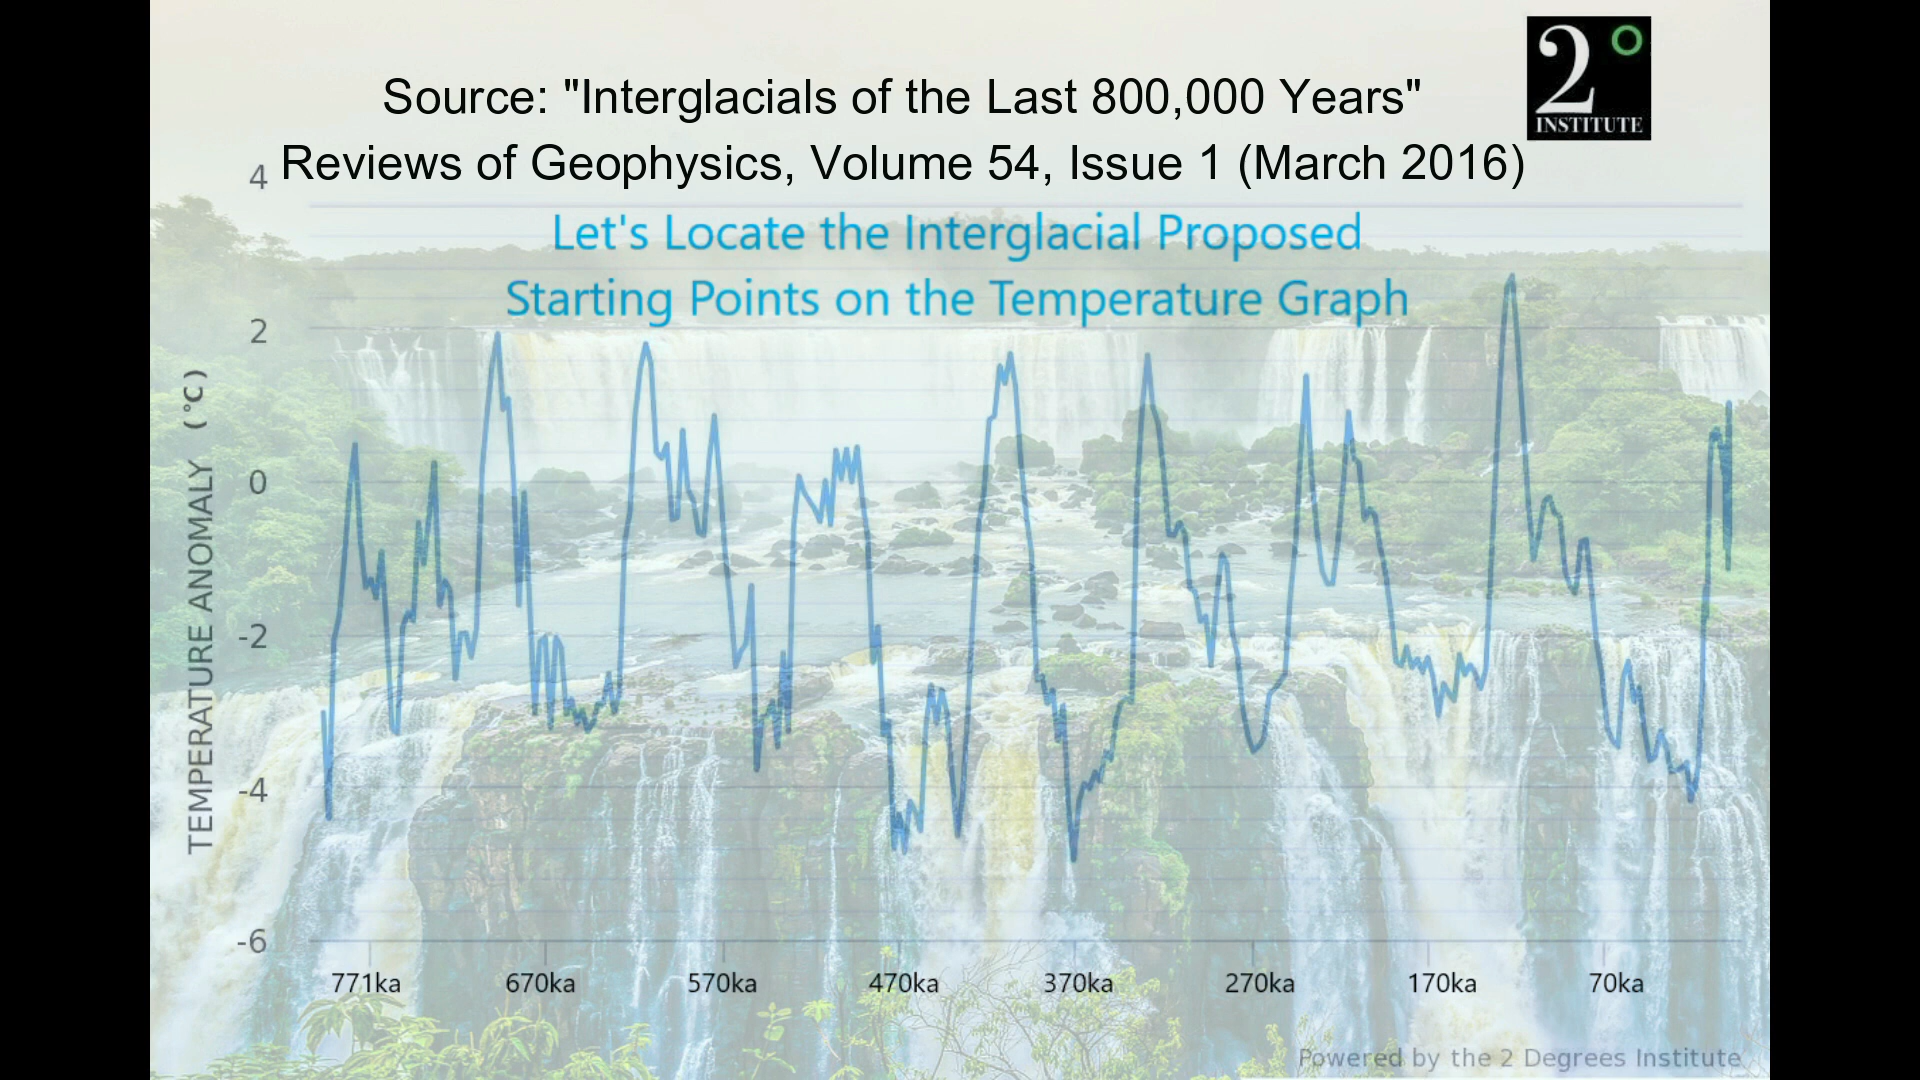 2°
INSTITUTE
Source: "Interglacials of the Last 800,000 Years"
Reviews of Geophysics, Volume 54, Issue 1 (March 2016)
Let's Locate the Interglacial Proposed
Starting Points on the Temperature Graph
TEMPERATURE ANOMALY (°C)
4
2
0
-2
-4
-6
771ka 670ka 570ka 470ka 370ka 270ka 170ka 70ka
Powered by the 2 Degrees Institute